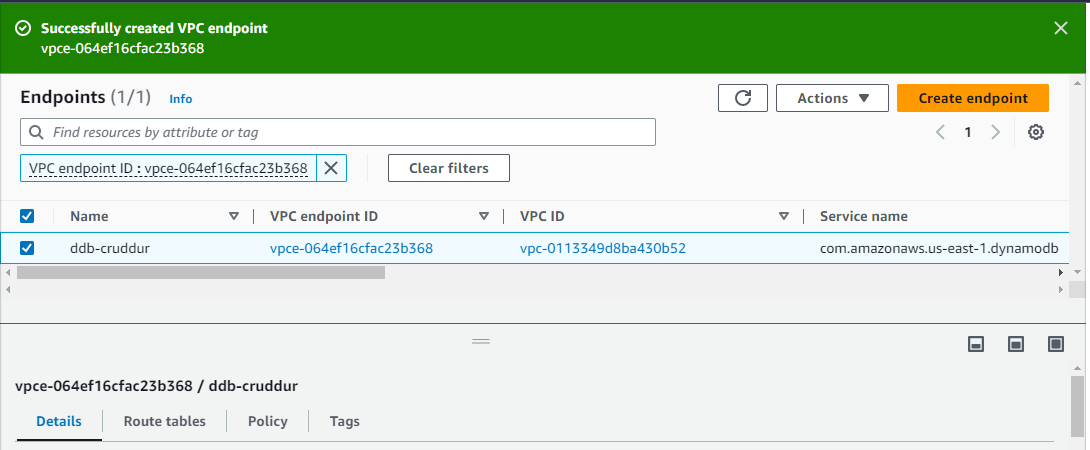 Successfully created VPC endpoint
vpce-064ef16cfac23b368
Endpoints (1/1) Info
Actions
Create endpoint
Find resources by attribute or tag
1
VPC endpoint ID : vpce-064ef16cfac23b368
Clear filters
Name VPC endpoint ID VPC ID Service name
ddb-cruddur vpce-064ef16cfac23b368 vpc-0113349d8ba430b52 com.amazonaws.us-east-1.dynamodb
vpce-064ef16cfac23b368 / ddb-cruddur
Details Route tables Policy Tags